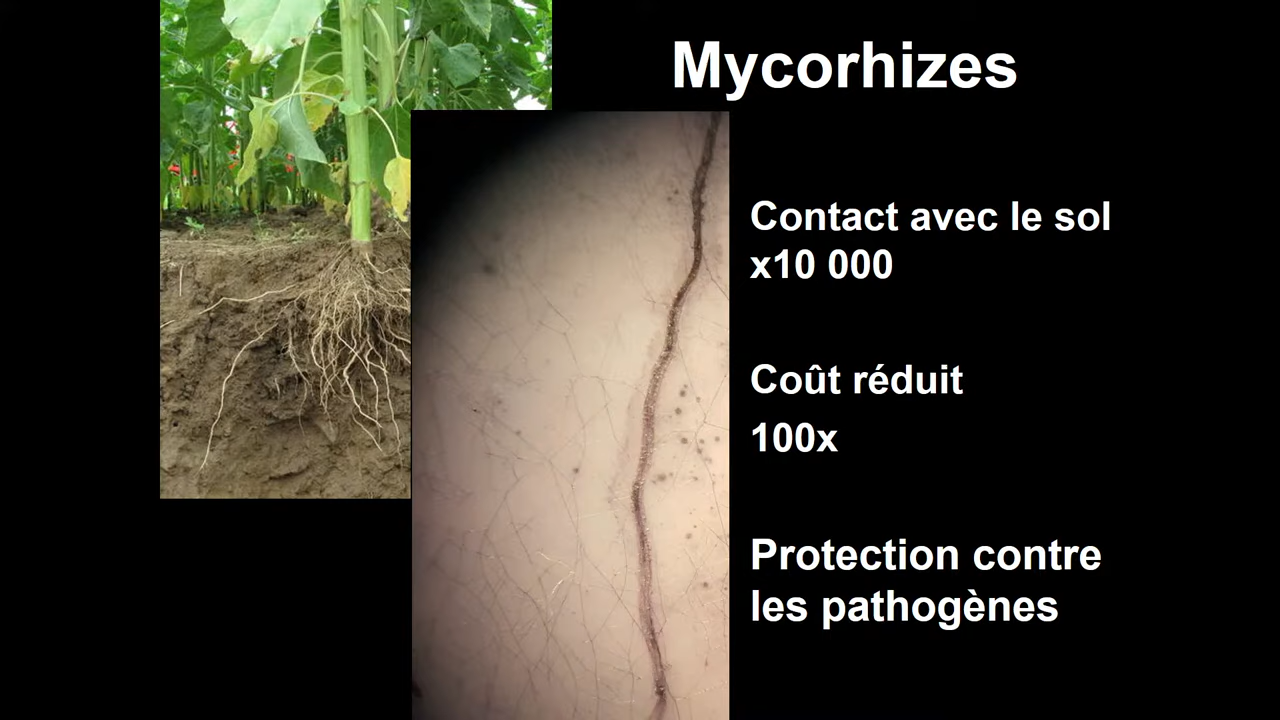 Mycorhizes
Contact avec le sol
x10 000
Coût réduit
100x
Protection contre
les pathogènes